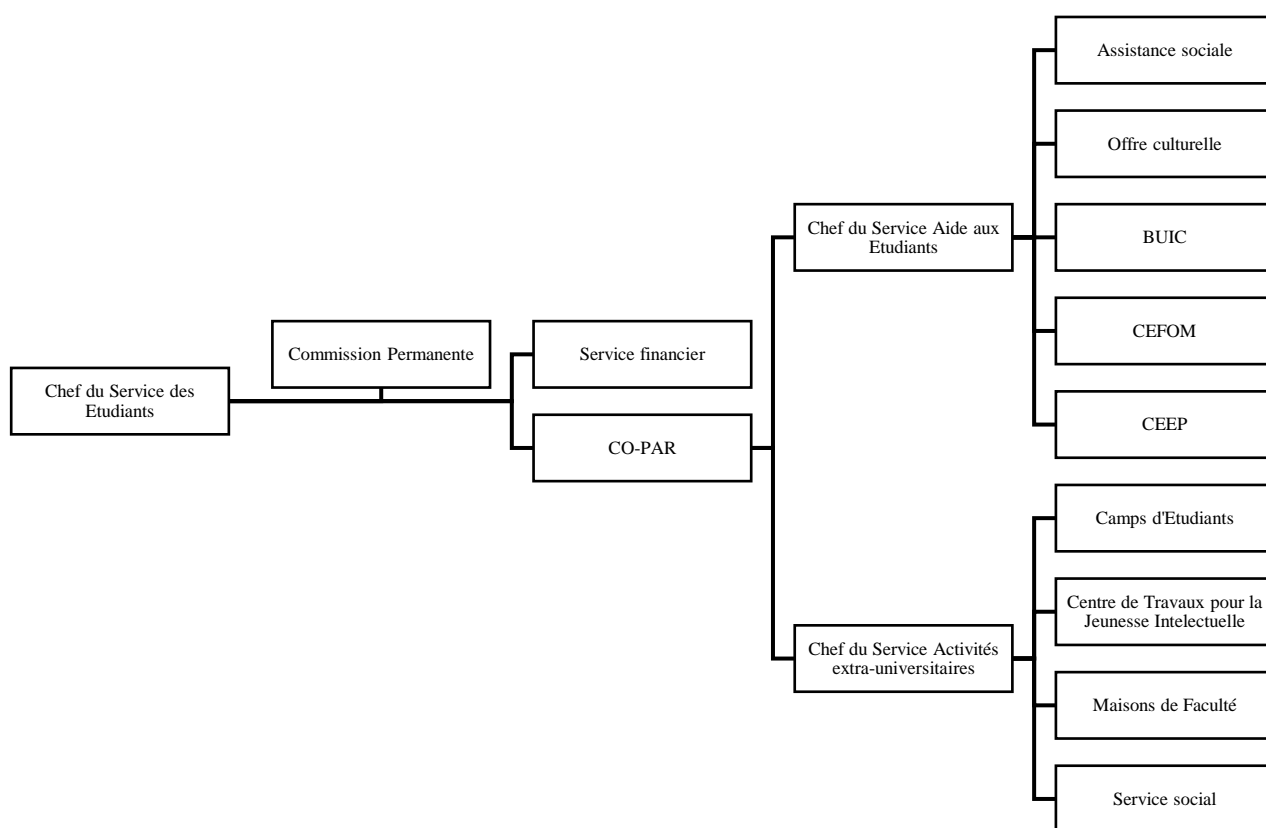 Assistance sociale
Offre culturelle
Chef du Service Aide aux
Etudiants
BUIC
CEFOM
Commission Permanente
Service financier
Chef du Service des
Etudiants
CO-PAR
CEEP
Camps d'Etudiants
Centre de Travaux pour la
Jeunesse Intelectuelle
Chef du Service Activités
extra-universitaires
Maisons de Faculté
Service social